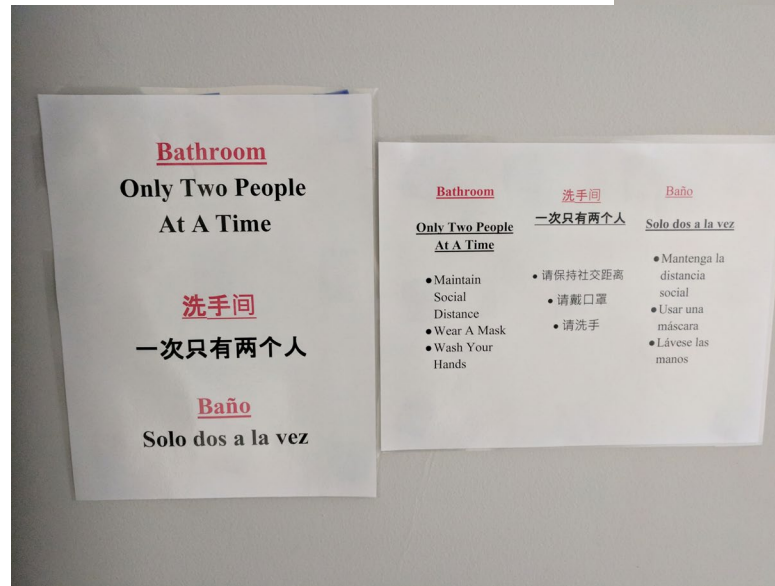 Bathroom
Only Two People
At A Time
洗手间
一次只有两个人
Baño
Solo dos a la vez
Bathroom
Only Two People
At A Time
●Maintain
Social
Distance
●Wear A Mask
●Wash Your
Hands
洗手间
一次只有两个人
•请保持社交距离
•请戴口罩
•请洗手
Baño
Solo dos a la vez
●Mantenga la
distancia
social
●Usar una
máscara
●Lávese las
manos